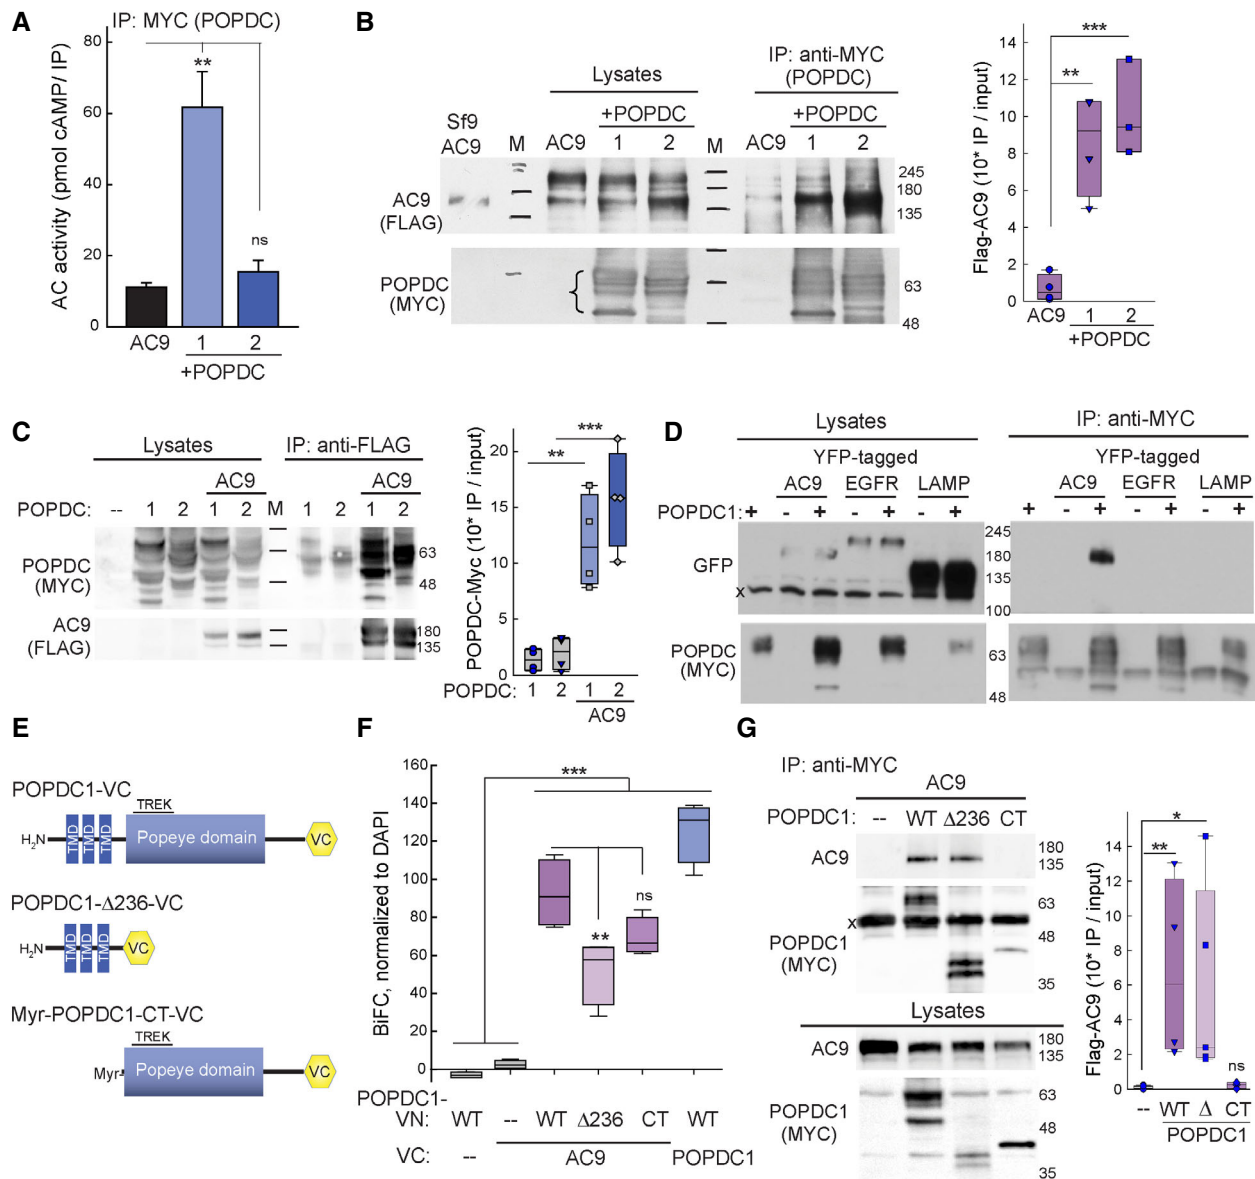 A
IP: MYC (POPDC)
AC activity (pmol cAMP/ IP)
80
60
40
20
0
**
ns
AC9 1 2
+POPDC
B
Lysates
IP: anti-MYC
(POPDC)
+POPDC
+POPDC
Sf9
AC9 M AC9 1 2 M AC9 1 2
AC9
(FLAG)
245
180
135
POPDC
(MYC)
63
48
Flag-AC9 (10* IP / input)
14
12
10
8
6
4
2
0
***
**
AC9 1 2
+POPDC
C
Lysates IP: anti-FLAG
AC9 AC9
POPDC: -- 1 2 1 2 M 1 2 1 2
POPDC
(MYC)
63
48
AC9
(FLAG)
180
135
POPDC-Myc (10* IP / input)
20
15
10
5
0
***
**
POPDC: 1 2 1 2
AC9
D
Lysates IP: anti-MYC
YFP-tagged YFP-tagged
AC9 EGFR LAMP AC9 EGFR LAMP
POPDC1: + - + - + - + + - + - + - +
GFP
x
245
180
135
100
POPDC
(MYC)
63
48
E
POPDC1-VC
TREK
H2N TMD TMD TMD Popeye domain VC
POPDC1-Δ236-VC
H2N TMD TMD TMD VC
Myr-POPDC1-CT-VC
TREK
Myr Popeye domain VC
F
BiFC, normalized to DAPI
160
140
120
100
80
60
40
20
0
***
**
ns
POPDC1-
VN: WT -- WT Δ236 CT WT
VC: -- AC9 POPDC1
G
IP: anti-MYC
AC9
POPDC1: -- WT Δ236 CT
AC9
180
135
x
POPDC1
(MYC)
63
48
35
Lysates
AC9
180
135
POPDC1
(MYC)
63
48
35
Flag-AC9 (10* IP / input)
14
12
10
8
6
4
2
0
*
**
ns
-- WT Δ CT
POPDC1